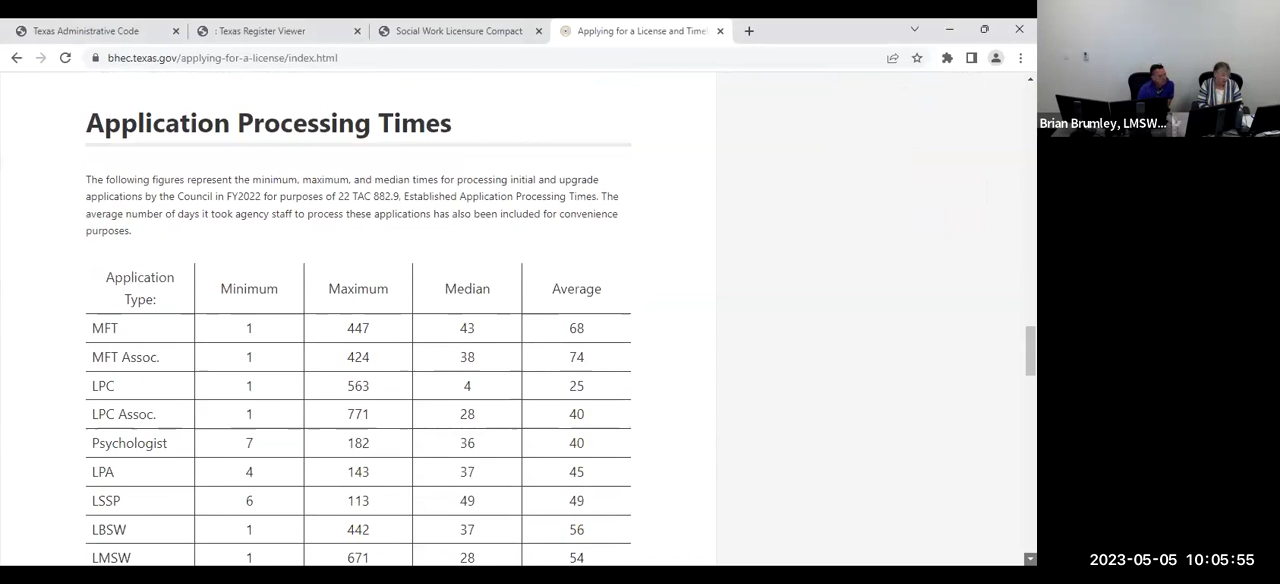 Texas Administrative Code
: Texas Register Viewer
Social Work Licensure Compact
Applying for a License and Time
bhec.texas.gov/applying-for-a-license/index.html
Application Processing Times
The following figures represent the minimum, maximum, and median times for processing initial and upgrade
applications by the Council in FY2022 for purposes of 22 TAC 882.9, Established Application Processing Times. The
average number of days it took agency staff to process these applications has also been included for convenience
purposes.
Application Type: Minimum Maximum Median Average
MFT 1 447 43 68
MFT Assoc. 1 424 38 74
LPC 1 563 4 25
LPC Assoc. 1 771 28 40
Psychologist 7 182 36 40
LPA 4 143 37 45
LSSP 6 113 49 49
LBSW 1 442 37 56
LMSW 1 671 28 54
Brian Brumley, LMSW...
2023-05-05 10:05:55